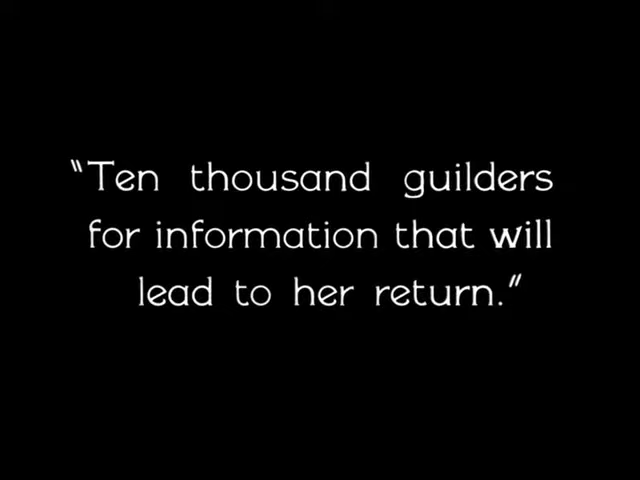 "Ten thousand guilders
for information that will
lead to her return."